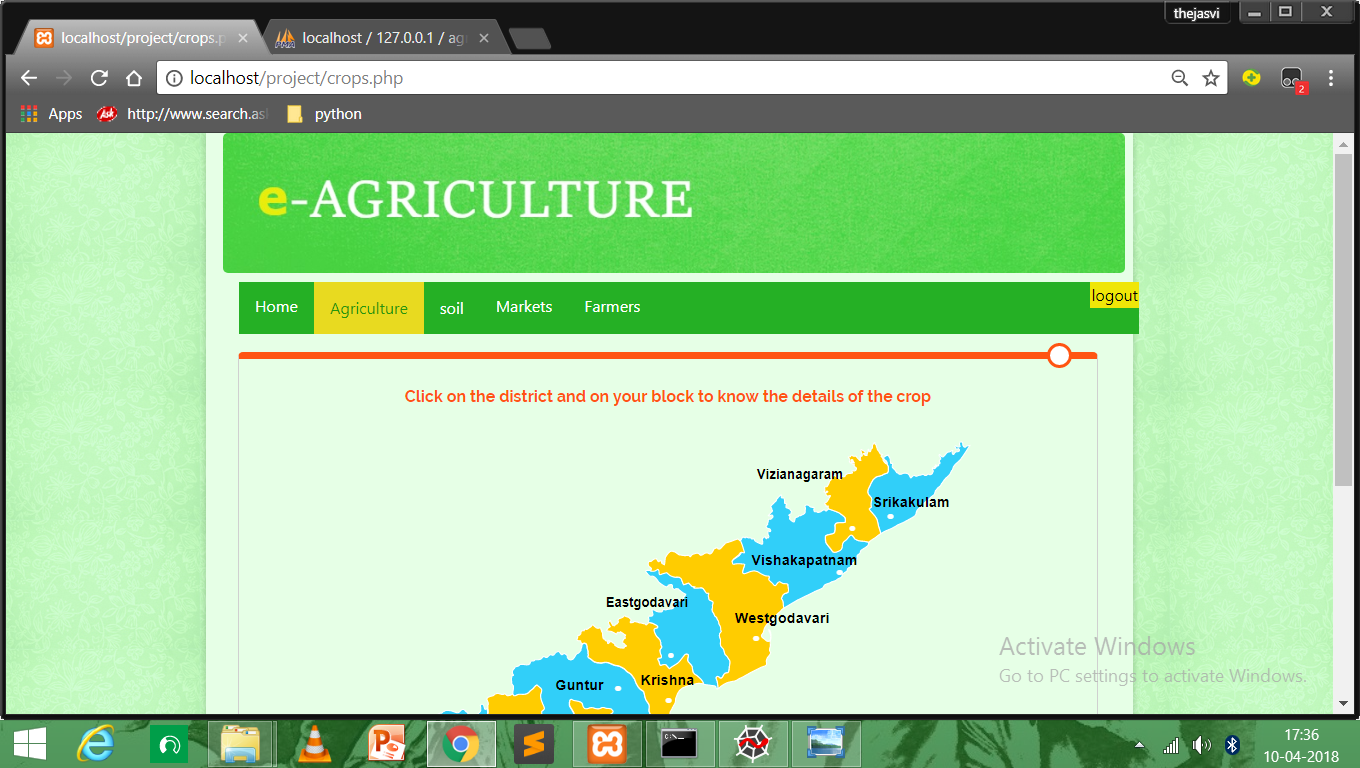 thejasvi
localhost/project/crops.p
localhost / 127.0.0.1 / ag
localhost/project/crops.php
2
Apps
Ask
http://www.search.as
python
e-AGRICULTURE
Home
Agriculture
soil
Markets
Farmers
logout
Click on the district and on your block to know the details of the crop
Vizianagaram
Srikakulam
Vishakapatnam
Eastgodavari
Westgodavari
Krishna
Guntur
Activate Windows
Go to PC settings to activate Windows.
17:36
10-04-2018